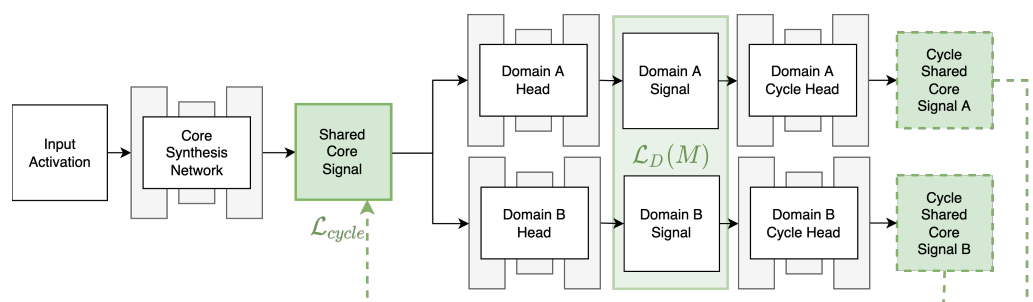 Input
Activation
Core
Synthesis
Network
Shared
Core
Signal
ℒcycle
Domain A
Head
Domain A
Signal
Domain A
Cycle Head
Cycle
Shared
Core
Signal A
ℒD(M)
Domain B
Head
Domain B
Signal
Domain B
Cycle Head
Cycle
Shared
Core
Signal B